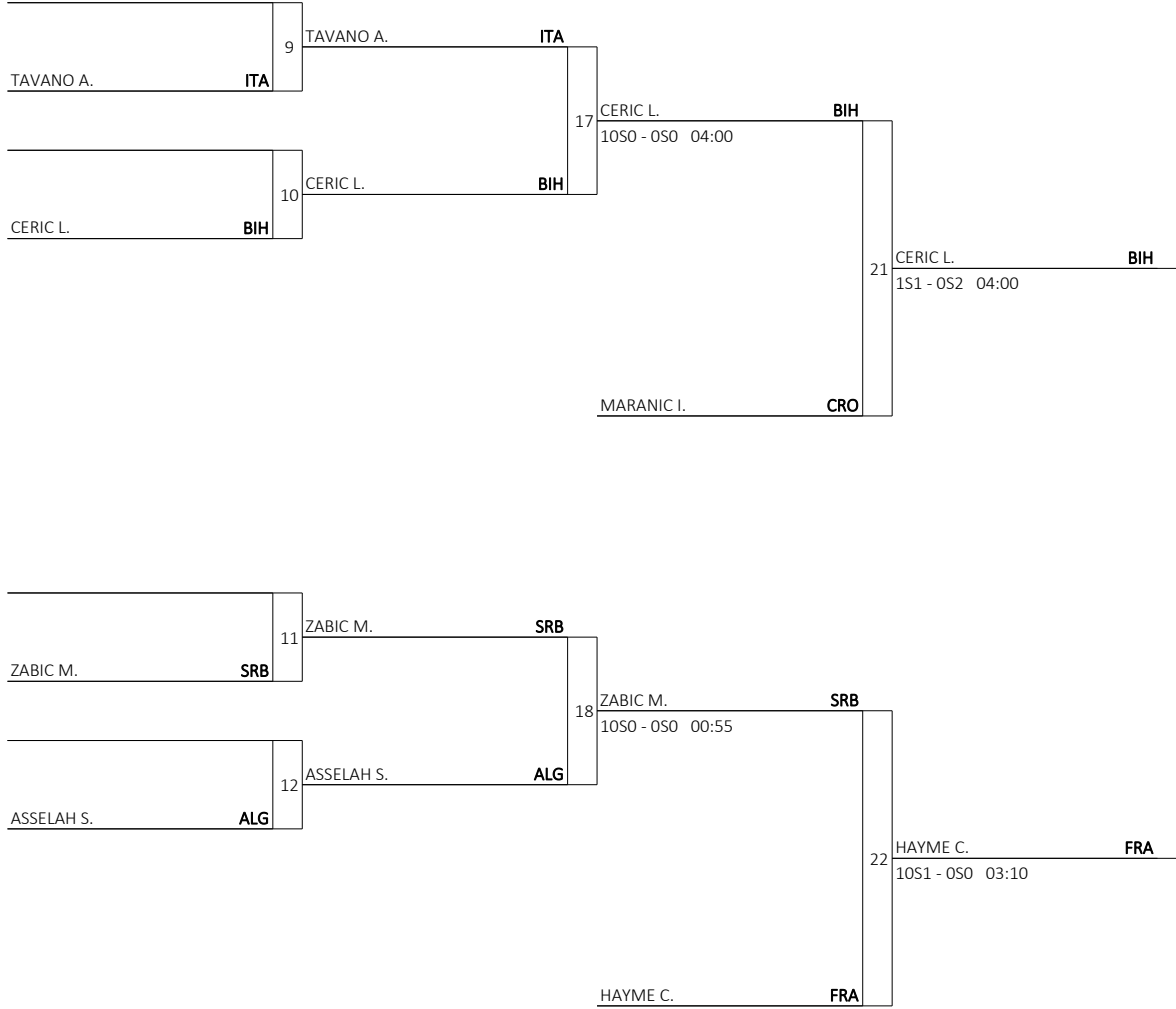 TAVANO A. ITA
9
TAVANO A. ITA
CERIC L. BIH
17
10S0 - 0S0 04:00
CERIC L. BIH
10
CERIC L. BIH
CERIC L. BIH
21
1S1 - 0S2 04:00
MARANIC I. CRO
ZABIC M. SRB
11
ZABIC M. SRB
ZABIC M. SRB
18
10S0 - 0S0 00:55
ASSELAH S. ALG
12
ASSELAH S. ALG
HAYME C. FRA
22
10S1 - 0S0 03:10
HAYME C. FRA